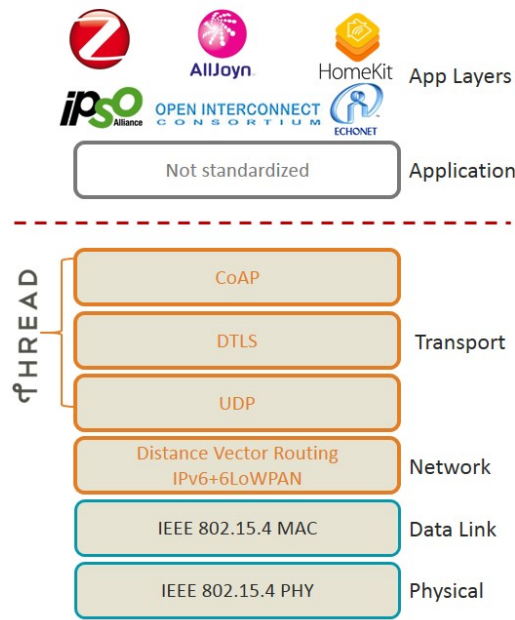 Z
AllJoyn
HomeKit
App Layers
ipso
Alliance
OPEN INTERCONNECT
CONSORTIUM
ECHONET
Not standardized
Application
THREAD
CoAP
DTLS
Transport
UDP
Distance Vector Routing
IPv6+6LoWPAN
Network
IEEE 802.15.4 MAC
Data Link
IEEE 802.15.4 PHY
Physical